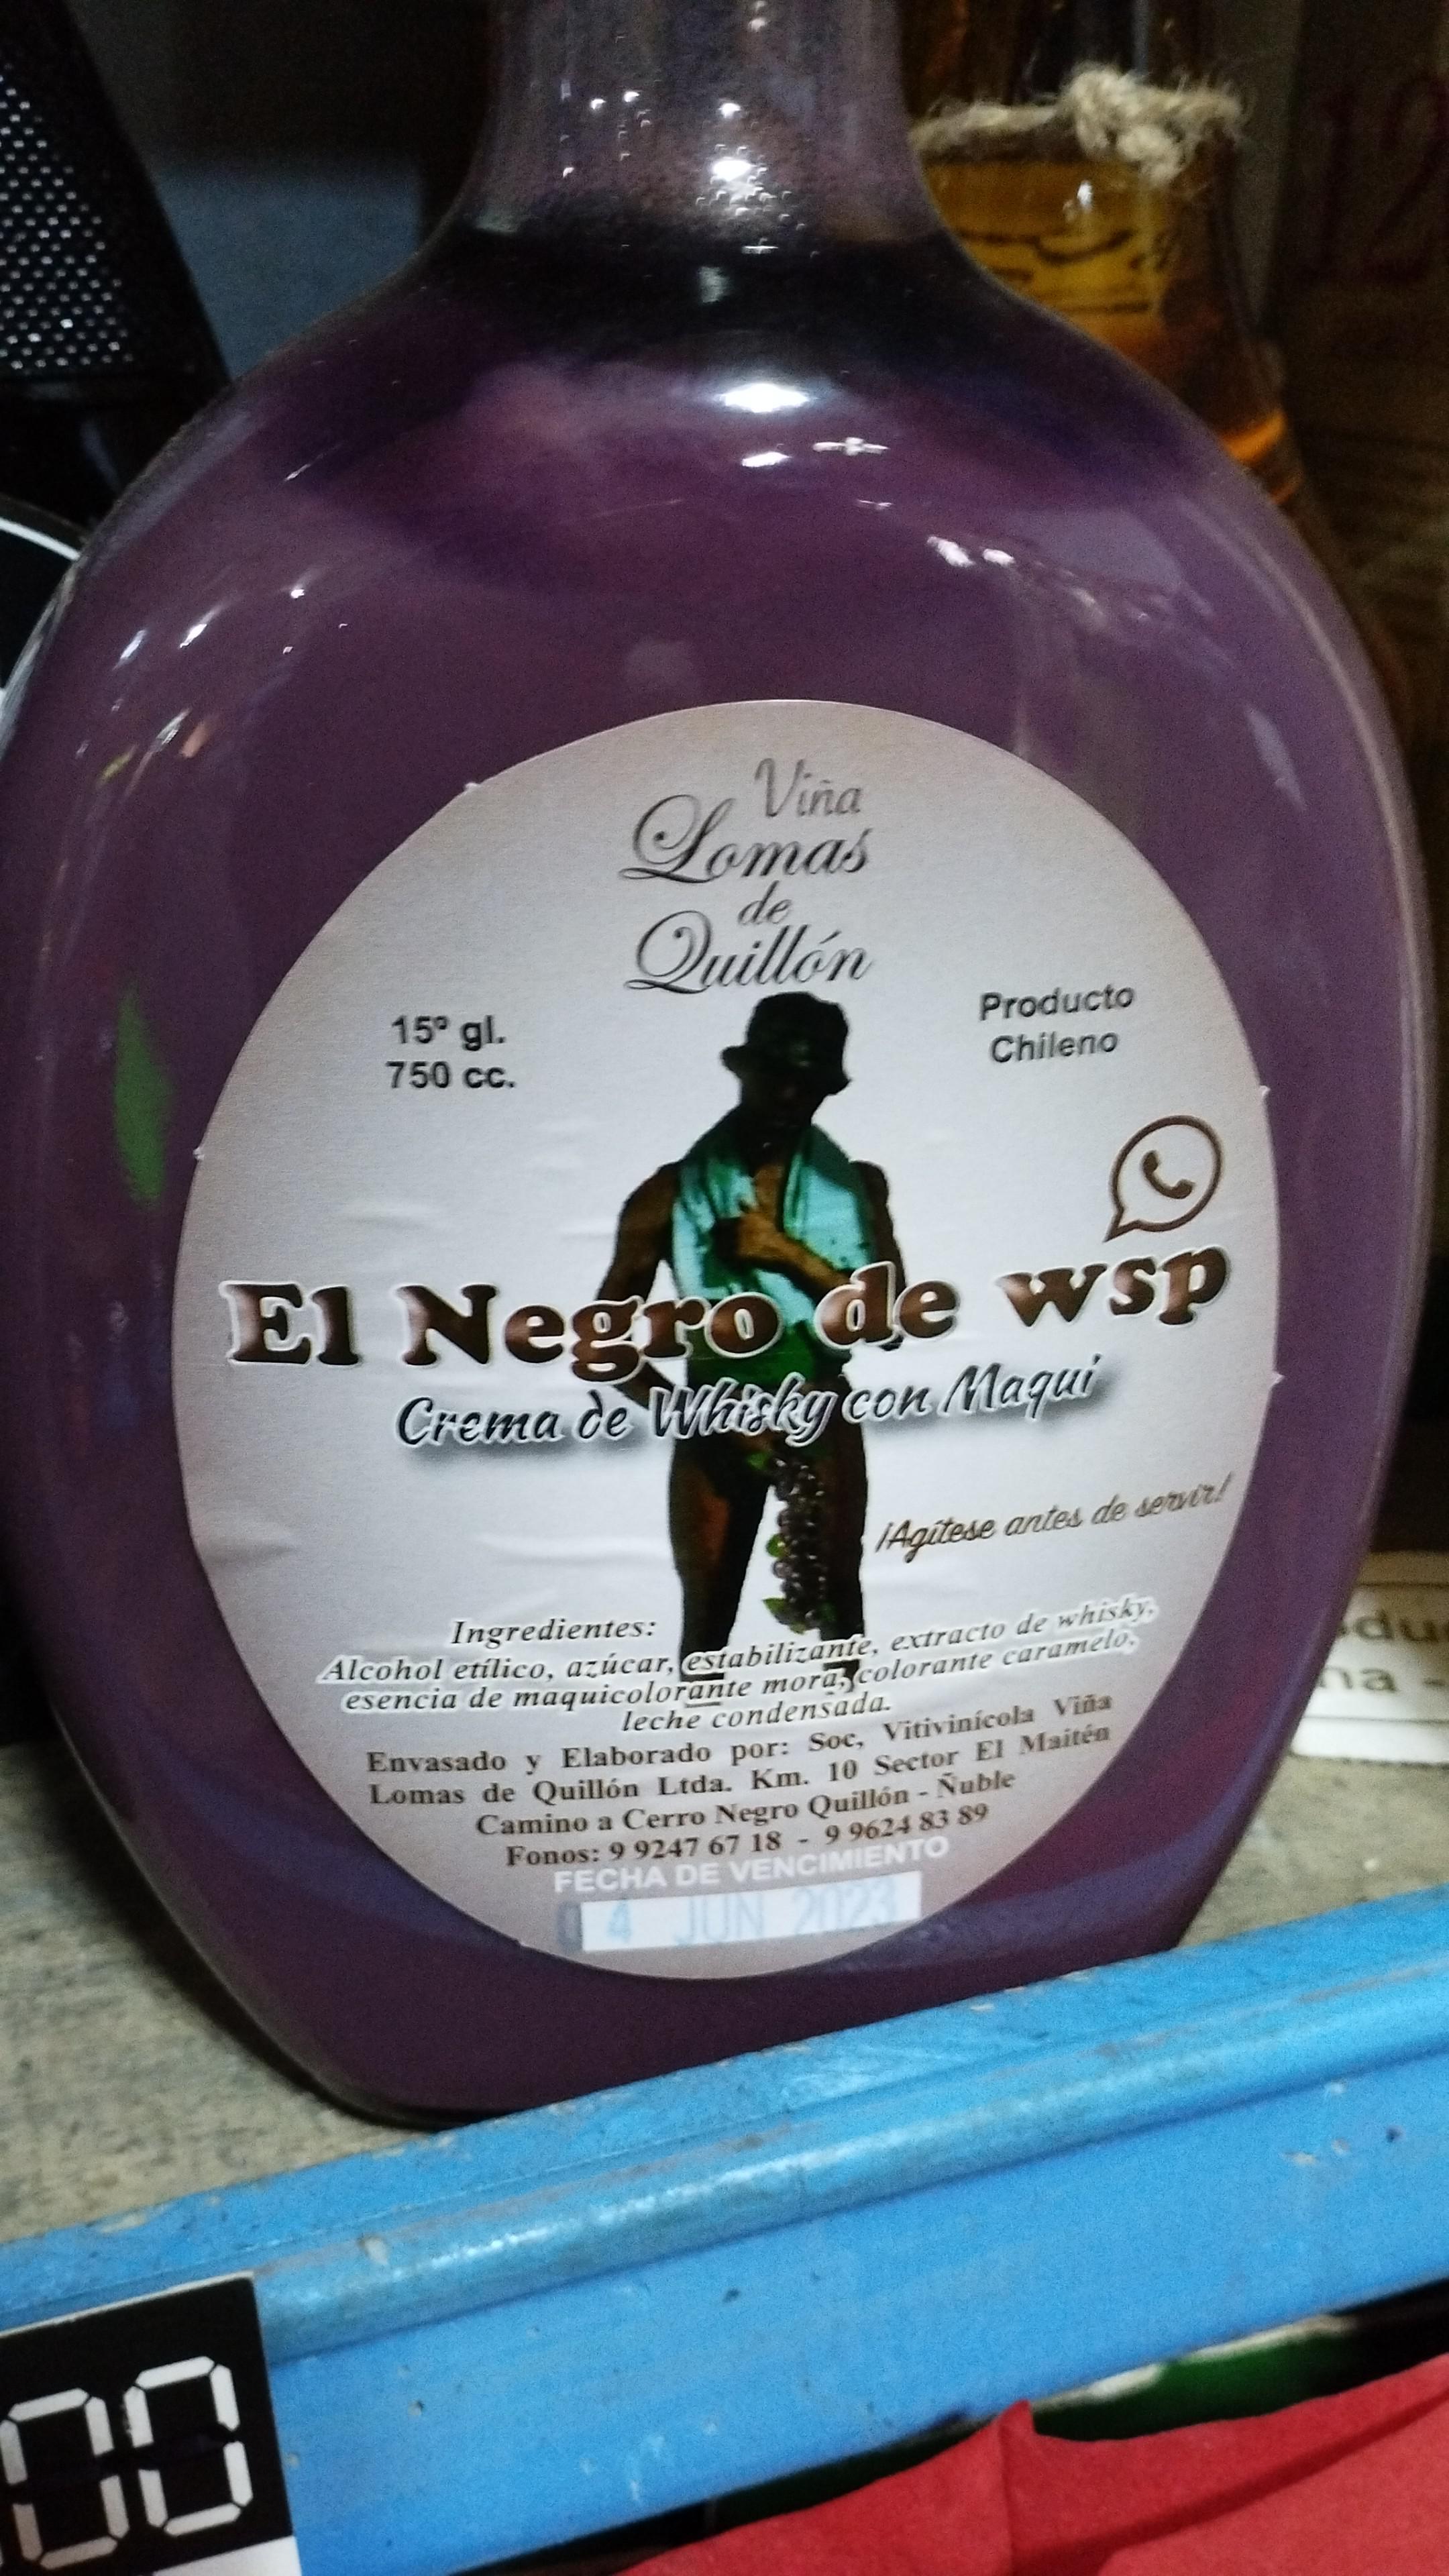 Viña
Lomas
de
Quillón
15º gl.
750 cc.
Producto
Chileno
El Negro de wsp
Crema de Whisky con Maqui
¡Agítese antes de servir!
Ingredientes:
Alcohol etílico, azúcar, estabilizante, extracto de whisky,
esencia de maquicolorante mora, colorante caramelo,
leche condensada.
Envasado y Elaborado por: Soc, Vitivinícola Viña
Lomas de Quillón Ltda. Km. 10 Sector El Maitén
Camino a Cerro Negro Quillón - Ñuble
Fonos: 9 9247 67 18 - 9 9624 83 89
FECHA DE VENCIMIENTO
04 JUN 2023
00